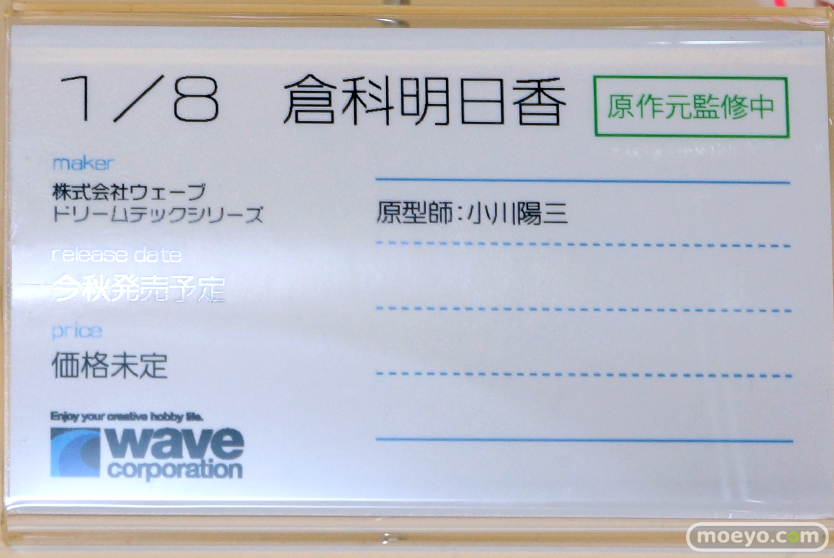 1／8　倉科明日香
原作元監修中
maker
株式会社ウェーブ
ドリームテックシリーズ
原型師：小川陽三
release date
今秋発売予定
price
価格未定
Enjoy your creative hobby life.
wave
corporation
moeyo.com